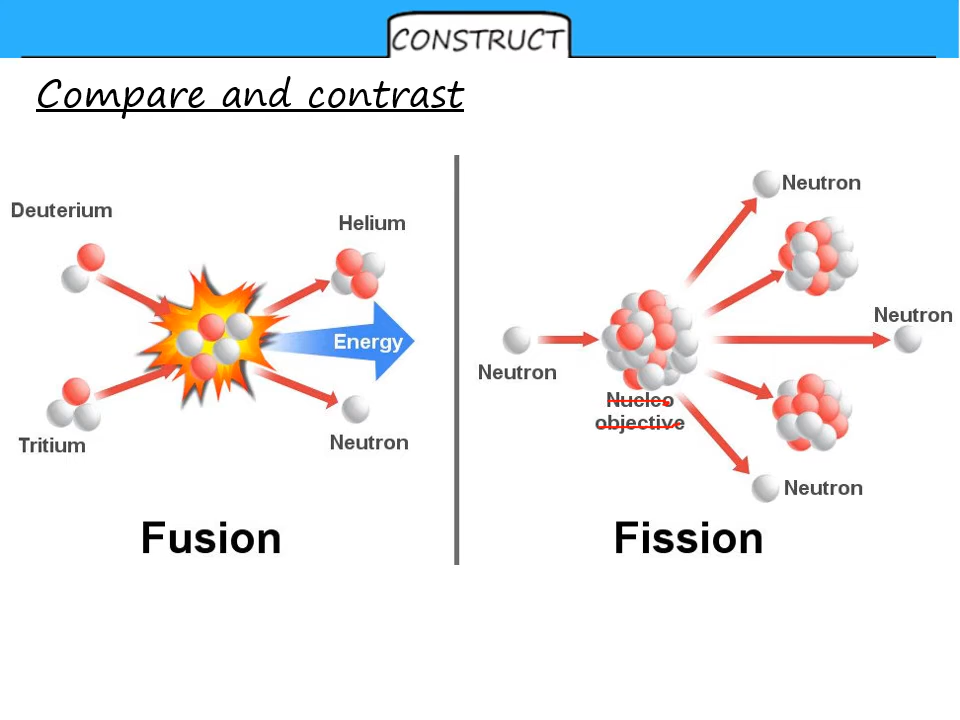 CONSTRUCT
Compare and contrast
Deuterium
Helium
Energy
Tritium
Neutron
Fusion
Neutron
Neutron
Neutron
Nucleo
objective
Neutron
Fission